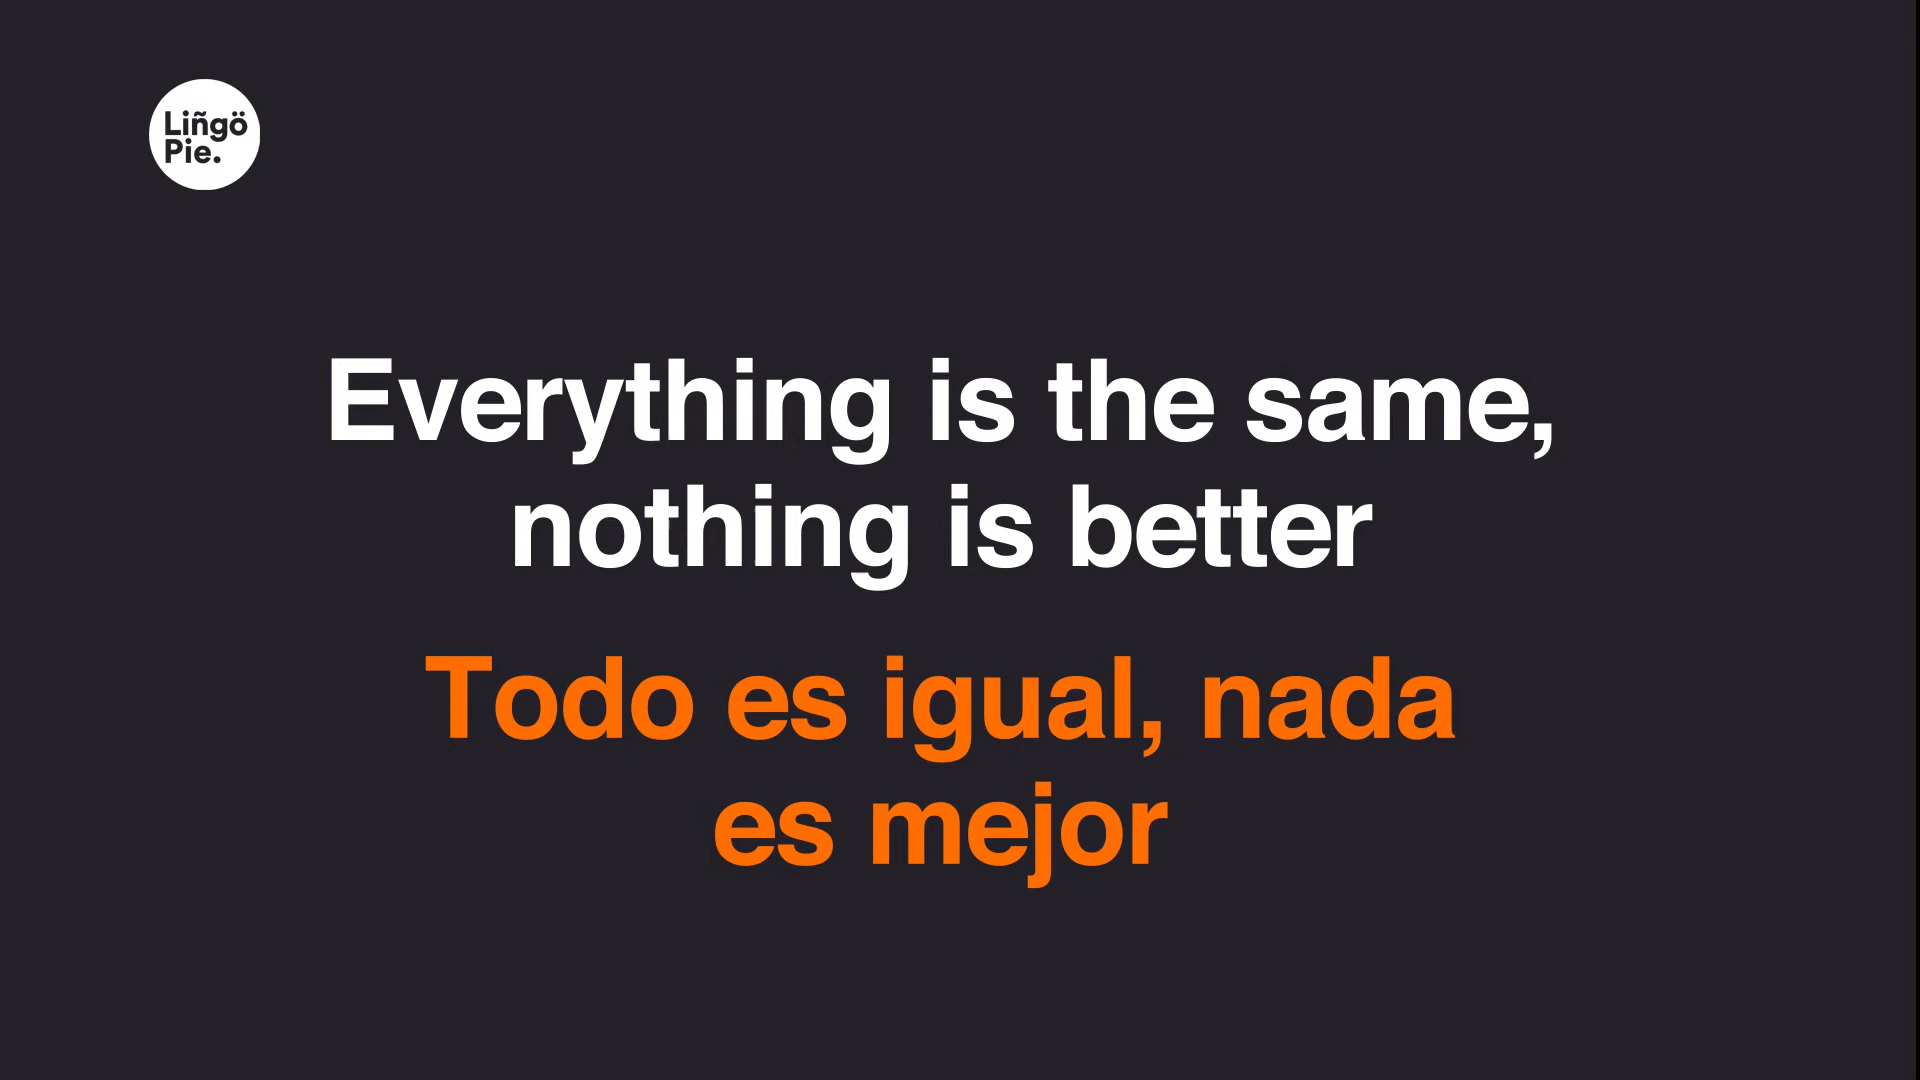 Liñgö
Pie.
Everything is the same,
nothing is better
Todo es igual, nada
es mejor